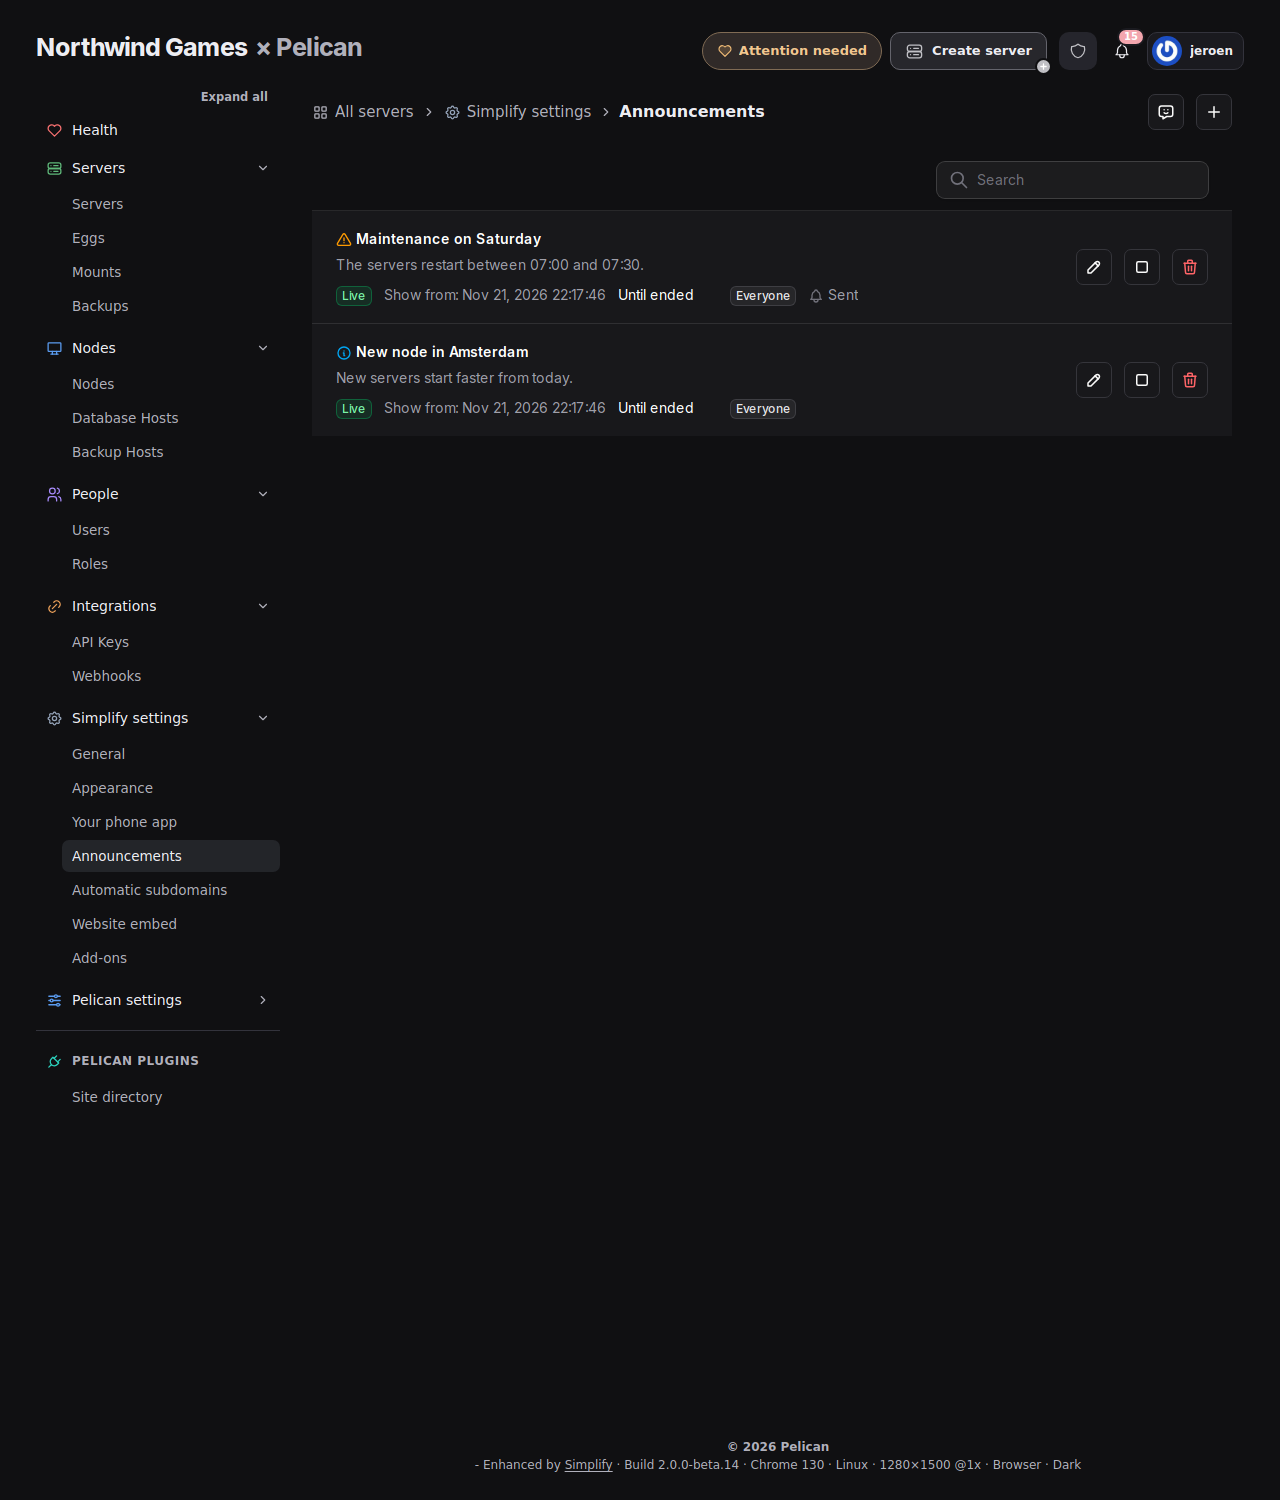 Northwind Games × Pelican
Attention needed
Create server
15
jeroen
Expand all
Health
Servers
Servers
Eggs
Mounts
Backups
Nodes
Nodes
Database Hosts
Backup Hosts
People
Users
Roles
Integrations
API Keys
Webhooks
Simplify settings
General
Appearance
Your phone app
Announcements
Automatic subdomains
Website embed
Add-ons
Pelican settings
PELICAN PLUGINS
Site directory
All servers > Simplify settings > Announcements
Search
Maintenance on Saturday
The servers restart between 07:00 and 07:30.
Live Show from: Nov 21, 2026 22:17:46 Until ended Everyone Sent
New node in Amsterdam
New servers start faster from today.
Live Show from: Nov 21, 2026 22:17:46 Until ended Everyone
© 2026 Pelican
- Enhanced by Simplify · Build 2.0.0-beta.14 · Chrome 130 · Linux · 1280×1500 @1x · Browser · Dark